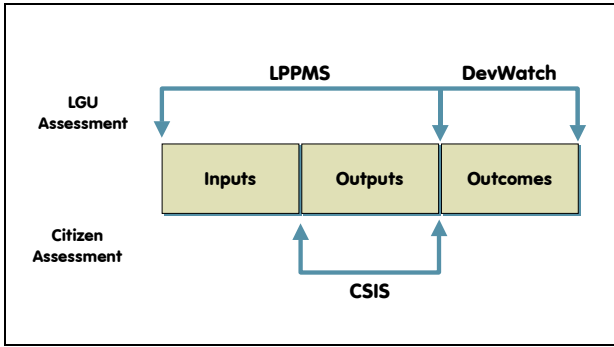 LPPMS DevWatch
LGU
Assessment
Inputs Outputs Outcomes
Citizen
Assessment
CSIS